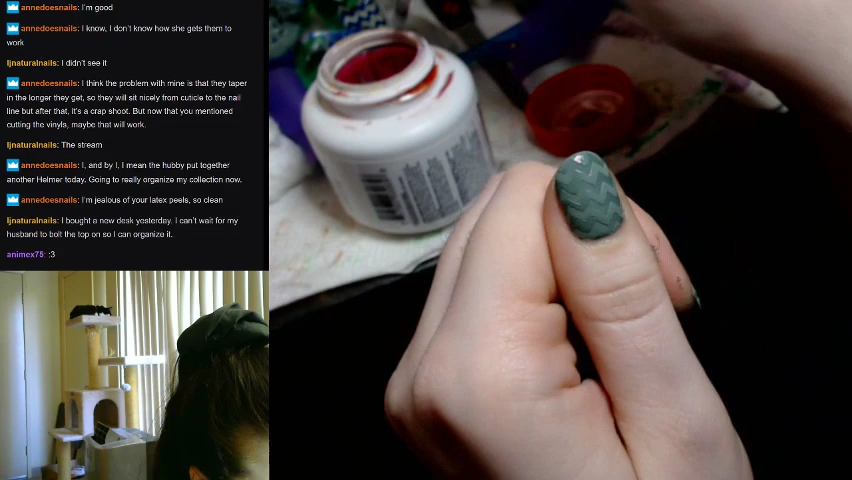 annedoesnails: I'm good
annedoesnails: I know, I don't know how she gets them to
work
ljnaturalnails: I didn't see it
annedoesnails: I think the problem with mine is that they taper
in the longer they get, so they will sit nicely from cuticle to the nail
line but after that, it's a crap shoot. But now that you mentioned
cutting the vinyls, maybe that will work.
ljnaturalnails: The stream
annedoesnails: I, and by I, I mean the hubby put together
another Helmer today. Going to really organize my collection now.
annedoesnails: I'm jealous of your latex peels, so clean
ljnaturalnails: I bought a new desk yesterday. I can't wait for my
husband to bolt the top on so I can organize it.
animex75: :3